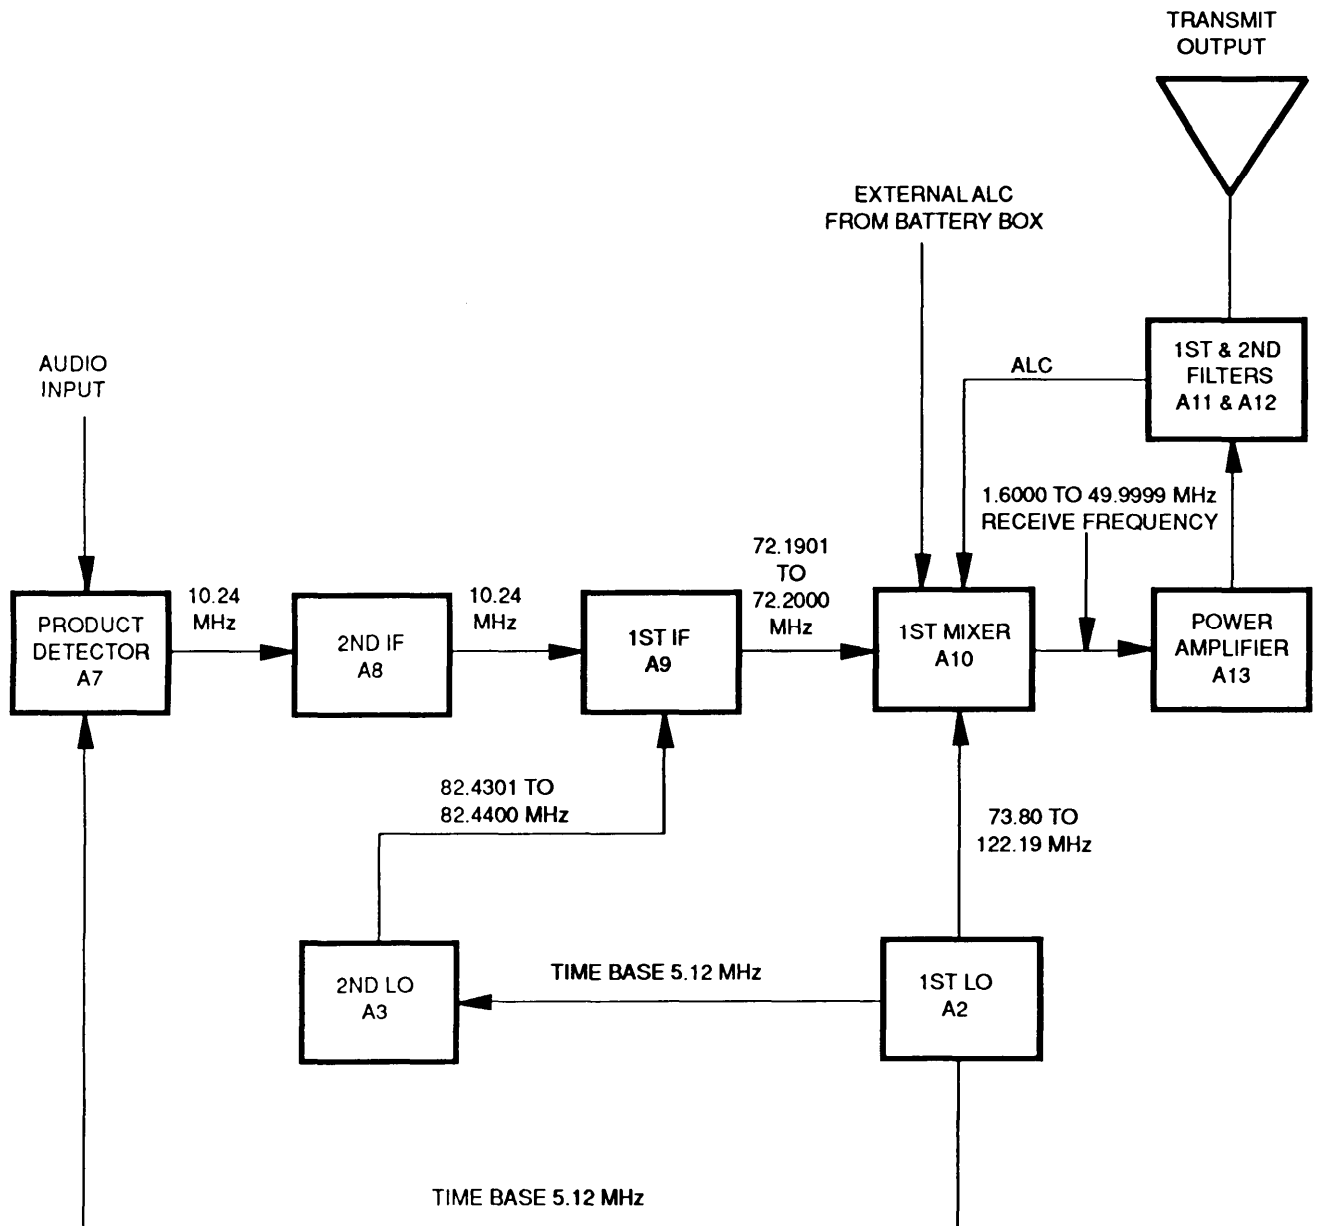 TRANSMIT
OUTPUT
EXTERNAL ALC
FROM BATTERY BOX
AUDIO
INPUT
ALC
1ST & 2ND
FILTERS
A11 & A12
1.6000 TO 49.9999 MHz
RECEIVE FREQUENCY
PRODUCT
DETECTOR
A7
10.24
MHz
2ND IF
A8
10.24
MHz
1ST IF
A9
72.1901
TO
72.2000
MHz
1ST MIXER
A10
POWER
AMPLIFIER
A13
82.4301 TO
82.4400 MHz
73.80 TO
122.19 MHz
2ND LO
A3
TIME BASE 5.12 MHz
1ST LO
A2
TIME BASE 5.12 MHz